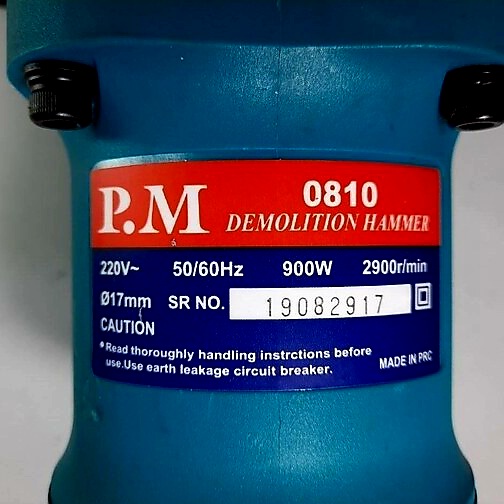 P.M
0810
DEMOLITION HAMMER
220V~ 50/60Hz 900W 2900r/min
Ø17mm SR NO. 19082917
CAUTION
•Read thoroughly handling instrctions before
use.Use earth leakage circuit breaker.
MADE IN PRC